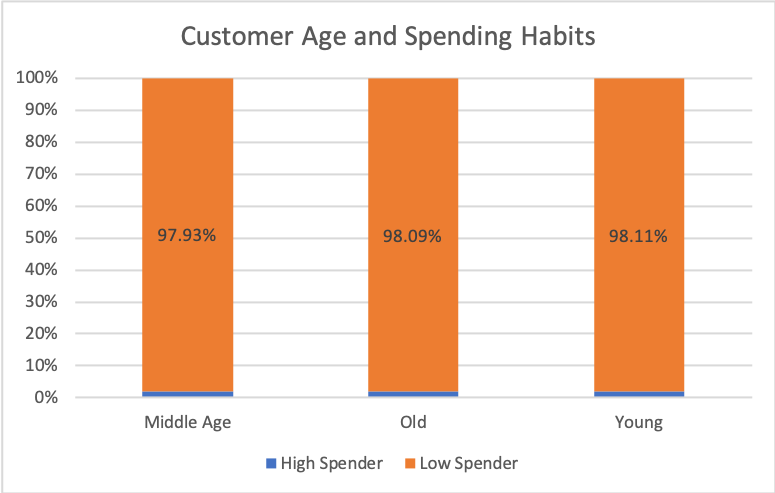 Customer Age and Spending Habits
100%
90%
80%
70%
60%
50%
40%
30%
20%
10%
0%
97.93%
98.09%
98.11%
Middle Age
Old
Young
High Spender
Low Spender